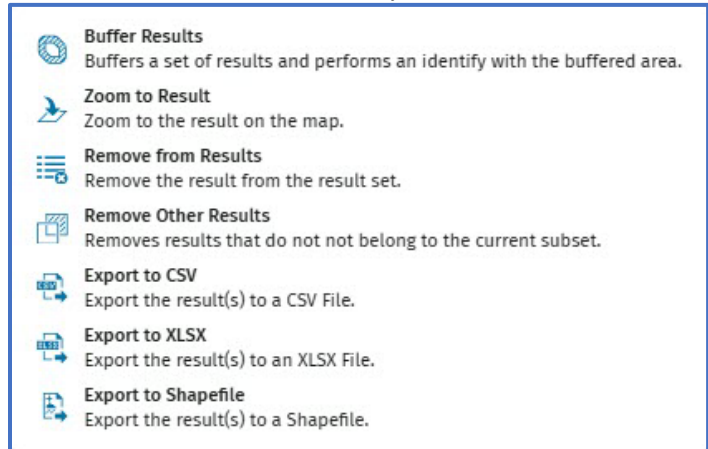 Buffer Results
Buffers a set of results and performs an identify with the buffered area.
Zoom to Result
Zoom to the result on the map.
Remove from Results
Remove the result from the result set.
Remove Other Results
Removes results that do not not belong to the current subset.
CSV
Export to CSV
Export the result(s) to a CSV File.
XLSX
Export to XLSX
Export the result(s) to an XLSX File.
Export to Shapefile
Export the result(s) to a Shapefile.